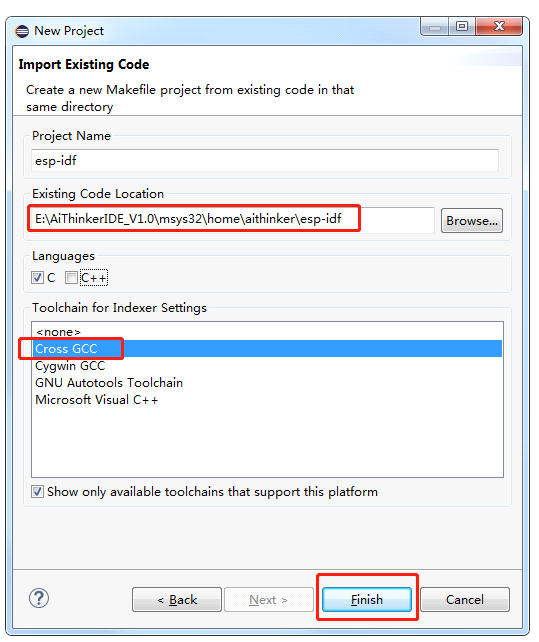 New Project
Import Existing Code
Create a new Makefile project from existing code in that
same directory
Project Name
esp-idf
Existing Code Location
E:\AiThinkerIDE_V1.0\msys32\home\aithinker\esp-idf
Browse...
Languages
C C++
Toolchain for Indexer Settings
<none>
Cross GCC
Cygwin GCC
GNU Autotools Toolchain
Microsoft Visual C++
Show only available toolchains that support this platform
? < Back Next > Finish Cancel